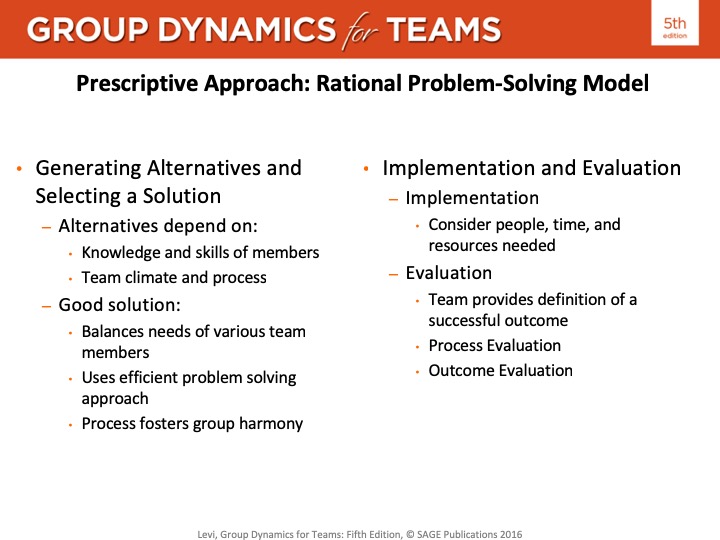 GROUP DYNAMICS for TEAMS
5th
edition
Prescriptive Approach: Rational Problem-Solving Model
• Generating Alternatives and
Selecting a Solution
– Alternatives depend on:
• Knowledge and skills of members
• Team climate and process
– Good solution:
• Balances needs of various team
members
• Uses efficient problem solving
approach
• Process fosters group harmony
• Implementation and Evaluation
– Implementation
• Consider people, time, and
resources needed
– Evaluation
• Team provides definition of a
successful outcome
• Process Evaluation
• Outcome Evaluation
Levi, Group Dynamics for Teams: Fifth Edition, © SAGE Publications 2016